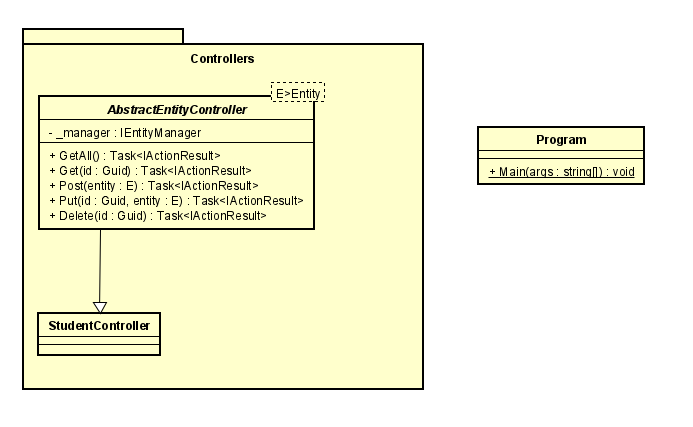 Controllers
E>Entity
AbstractEntityController
- _manager : IEntityManager
+ GetAll() : Task<IActionResult>
+ Get(id : Guid) : Task<IActionResult>
+ Post(entity : E) : Task<IActionResult>
+ Put(id : Guid, entity : E) : Task<IActionResult>
+ Delete(id : Guid) : Task<IActionResult>
StudentController
Program
+ Main(args : string[]) : void